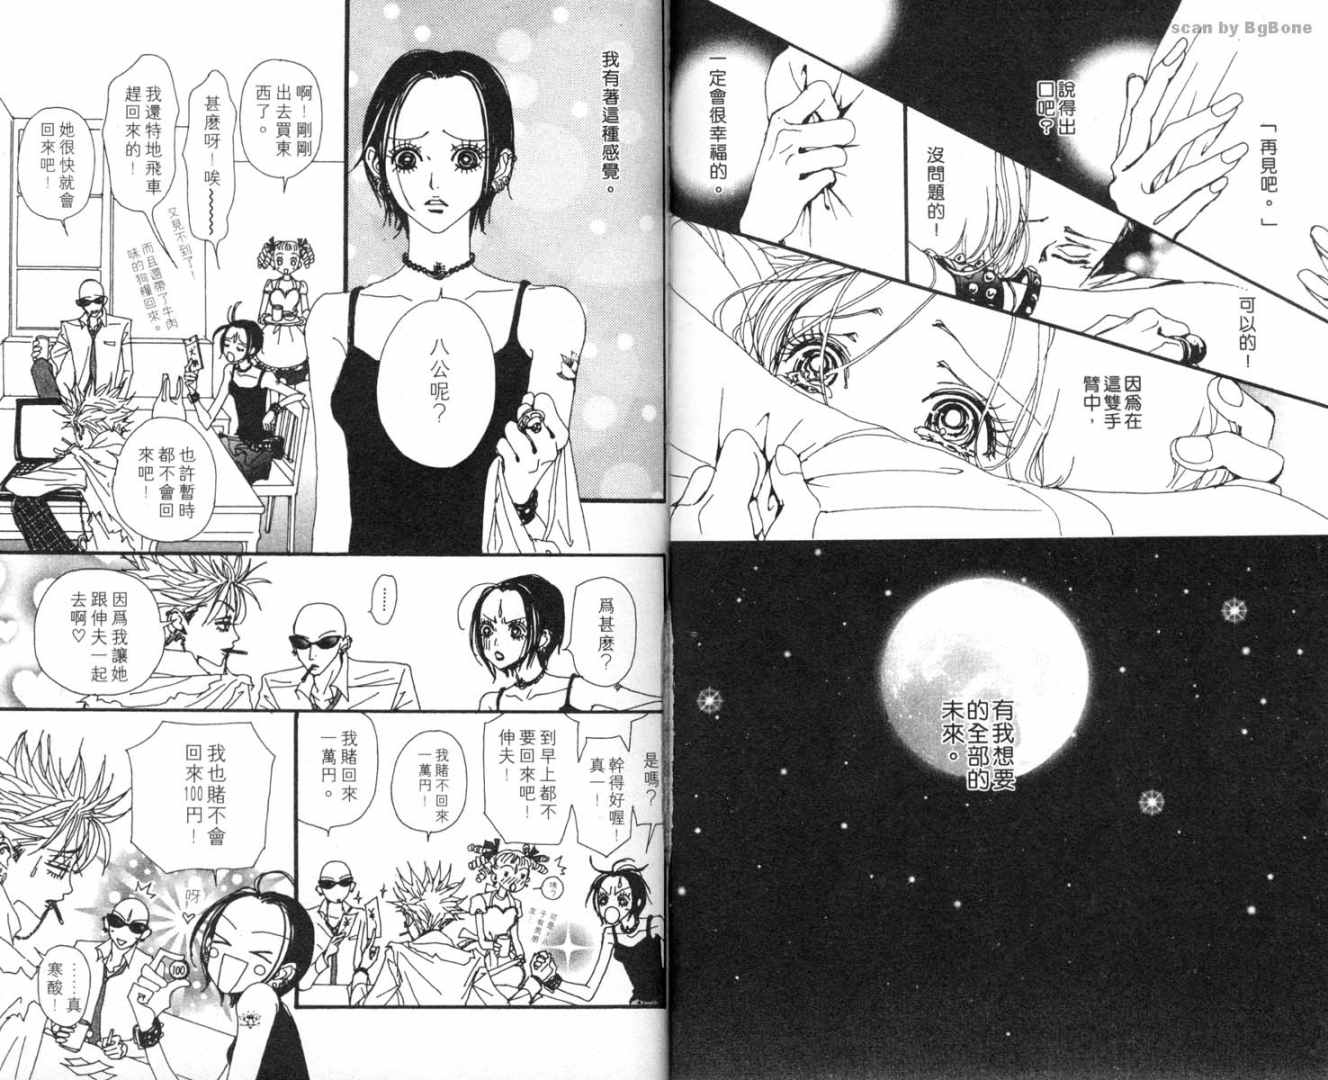 scan by BgBone
「再見吧。」
說得出
口吧？
一定會很幸福的。
沒問題的！
可以的！
因為在
這雙手
臂中，
有我想要
的全部的
未來。
我有著這種感覺。
八公呢？
啊！剛剛
出去買東
西了。
甚麼呀！唉～～～
我還特地飛車
趕回來的！
又見不到了！
而且還帶了牛肉
味的狗糧回來。
她很快就會
回來吧！
也許暫時
都不會回
來吧！
爲甚麽？
……
因爲我讓她
跟伸夫一起
去啊♡
是嗎？
幹得好喔！
真一！
到早上都不
要回來吧！
伸夫！
我賭不回來
一萬円！
我賭回來
一萬円。
我也賭不會
回來100円！
呀♡
100
……真
寒酸！